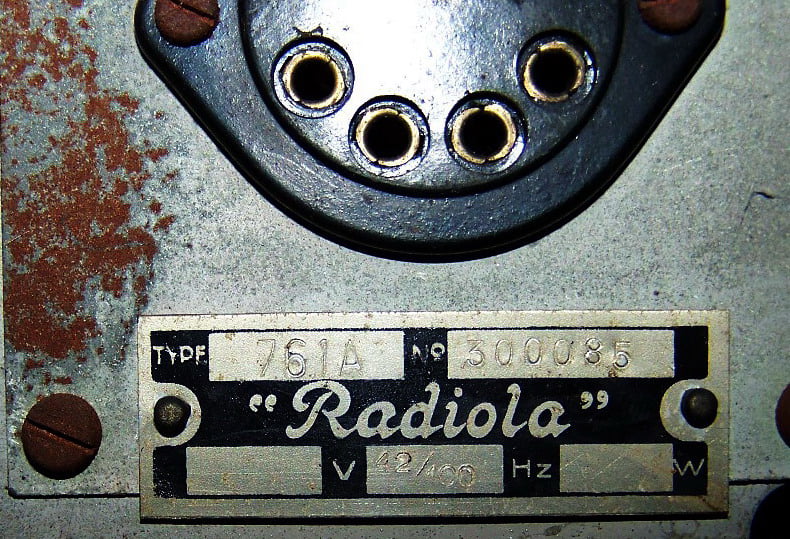 TYPE 761A No 300085
“Radiola”
V 42/100 Hz W